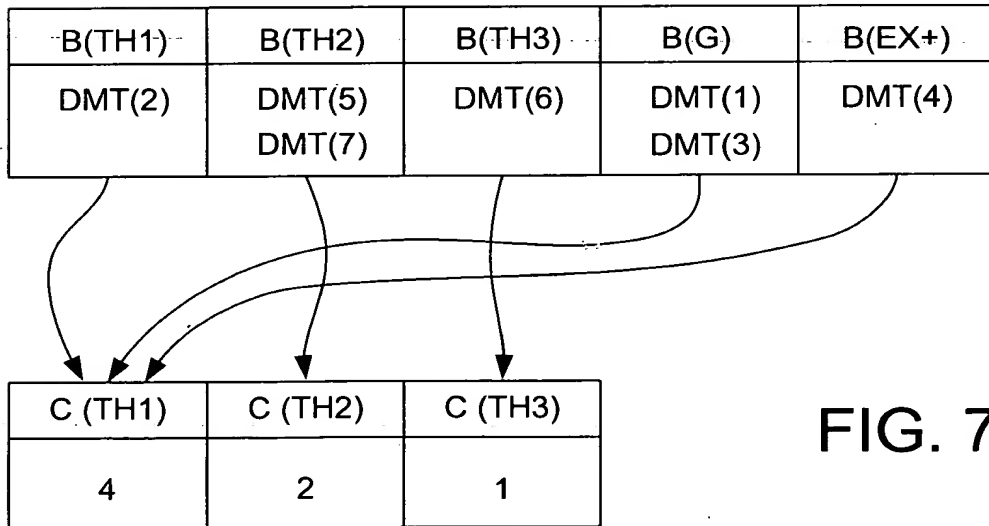 B(TH1) B(TH2) B(TH3) B(G) B(EX+)
DMT(2) DMT(5) DMT(6) DMT(1) DMT(4)
DMT(7) DMT(3)
C (TH1) C (TH2) C (TH3)
4 2 1
FIG. 7